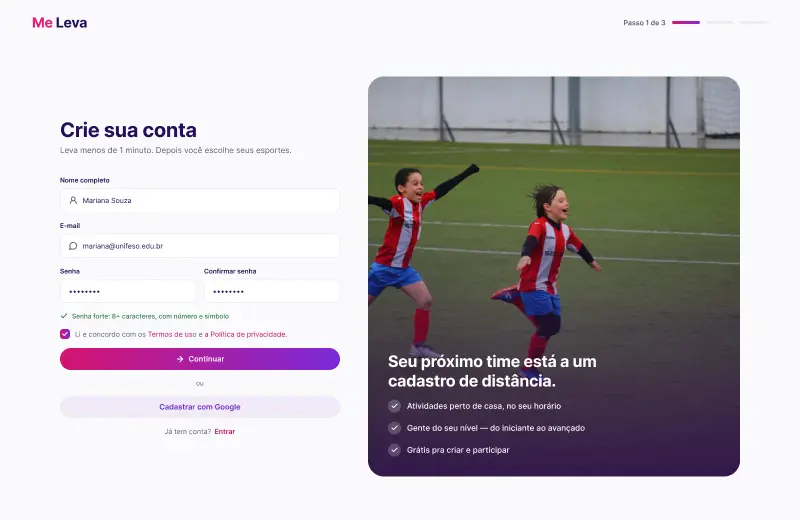 Me Leva
Passo 1 de 3
Crie sua conta
Leva menos de 1 minuto. Depois você escolhe seus esportes.
Nome completo
Mariana Souza
E-mail
mariana@unifeso.edu.br
Senha
Confirmar senha
••••••••
••••••••
Senha forte: 8+ caracteres, com número e símbolo
Li e concordo com os Termos de uso e a Política de privacidade.
Continuar
ou
Cadastrar com Google
Já tem conta? Entrar
Seu próximo time está a um
cadastro de distância.
Atividades perto de casa, no seu horário
Gente do seu nível — do iniciante ao avançado
Grátis pra criar e participar